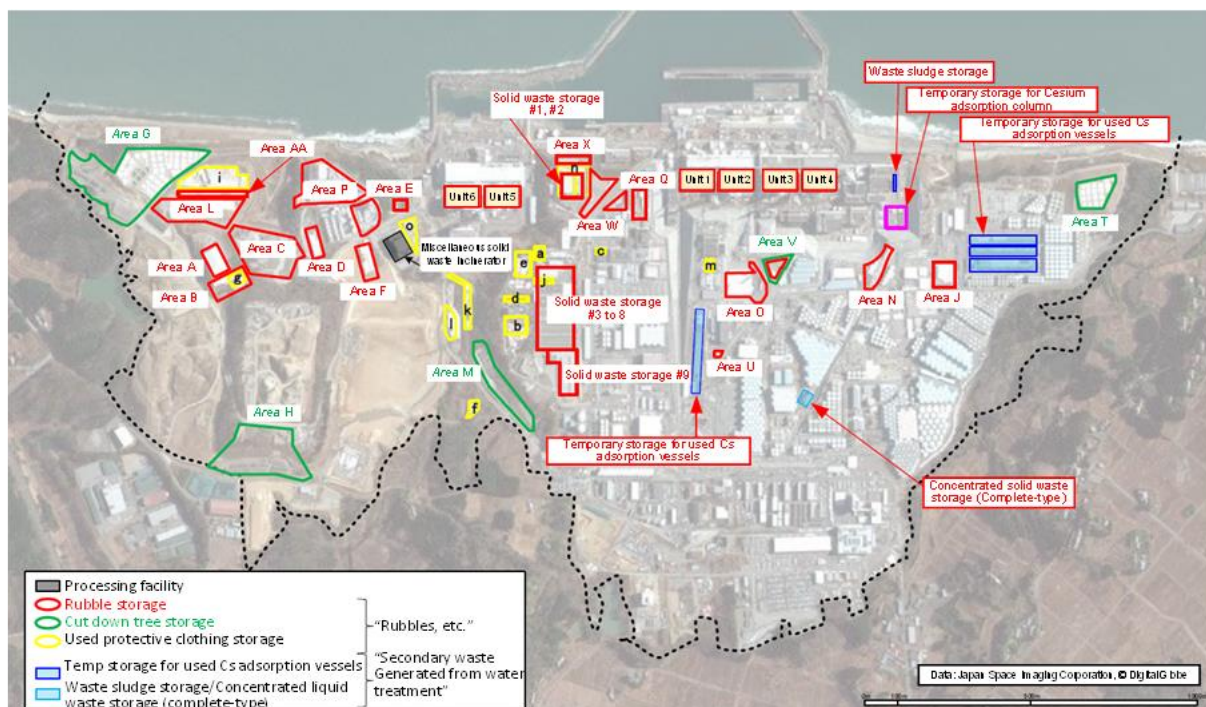 Waste sludge storage
Temporary storage for Cesium
adsorption column
Temporary storage for used Cs
adsorption vessels
Solid waste storage
#1, #2
Area G
Area AA
i
Area P
Area E
Area L
Area X
n
Area Q
Unit6
Unit5
Unit1
Unit2
Unit3
Unit4
Area T
Area W
o
Miscellaneous solid
waste incinerator
Area C
Area A
g
Area B
Area D
Area F
c
a
e
j
m
Area V
Area O
Area N
Area J
k
l
d
b
Solid waste storage
#3 to 8
Area U
Area M
Solid waste storage #9
f
Area H
Temporary storage for used Cs
adsorption vessels
Concentrated solid waste
storage (Complete-type)
Processing facility
Rubble storage
Cut down tree storage
Used protective clothing storage
"Rubbles, etc."
Temp storage for used Cs adsorption vessels
Waste sludge storage/Concentrated liquid
waste storage (complete-type)
"Secondary waste
Generated from water
treatment"
Data: Japan Space Imaging Corporation, © DigitalGlobe
0m
100m
500m
1000m